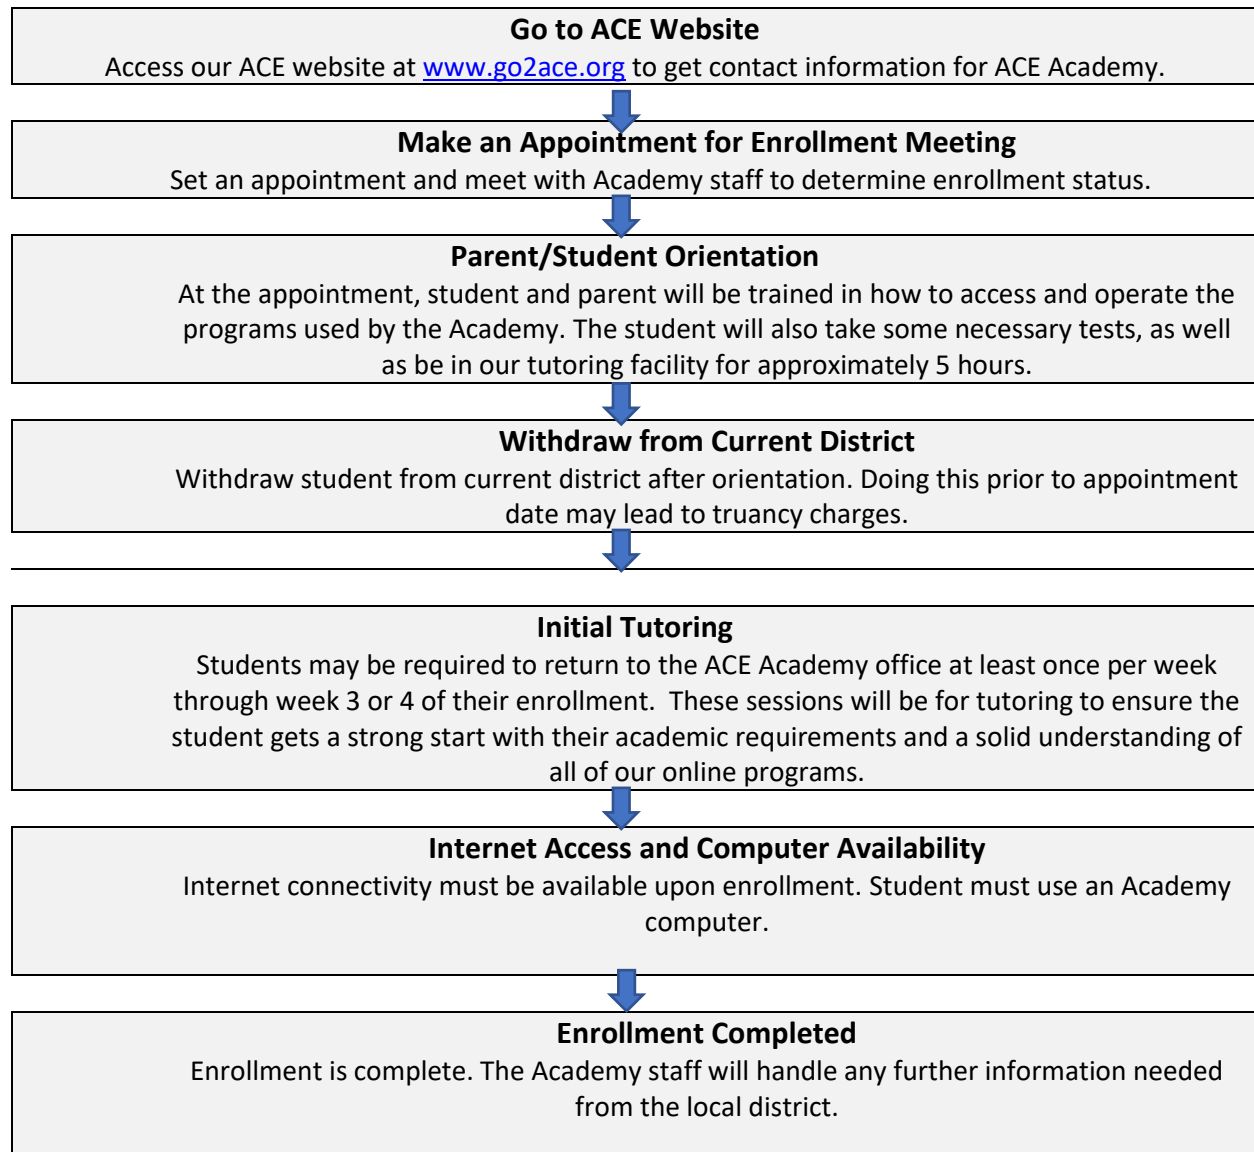 Go to ACE Website
Access our ACE website at www.go2ace.org to get contact information for ACE Academy.
Make an Appointment for Enrollment Meeting
Set an appointment and meet with Academy staff to determine enrollment status.
Parent/Student Orientation
At the appointment, student and parent will be trained in how to access and operate the
programs used by the Academy. The student will also take some necessary tests, as well
as be in our tutoring facility for approximately 5 hours.
Withdraw from Current District
Withdraw student from current district after orientation. Doing this prior to appointment
date may lead to truancy charges.
Initial Tutoring
Students may be required to return to the ACE Academy office at least once per week
through week 3 or 4 of their enrollment.  These sessions will be for tutoring to ensure the
student gets a strong start with their academic requirements and a solid understanding of
all of our online programs.
Internet Access and Computer Availability
Internet connectivity must be available upon enrollment. Student must use an Academy
computer.
Enrollment Completed
Enrollment is complete. The Academy staff will handle any further information needed
from the local district.